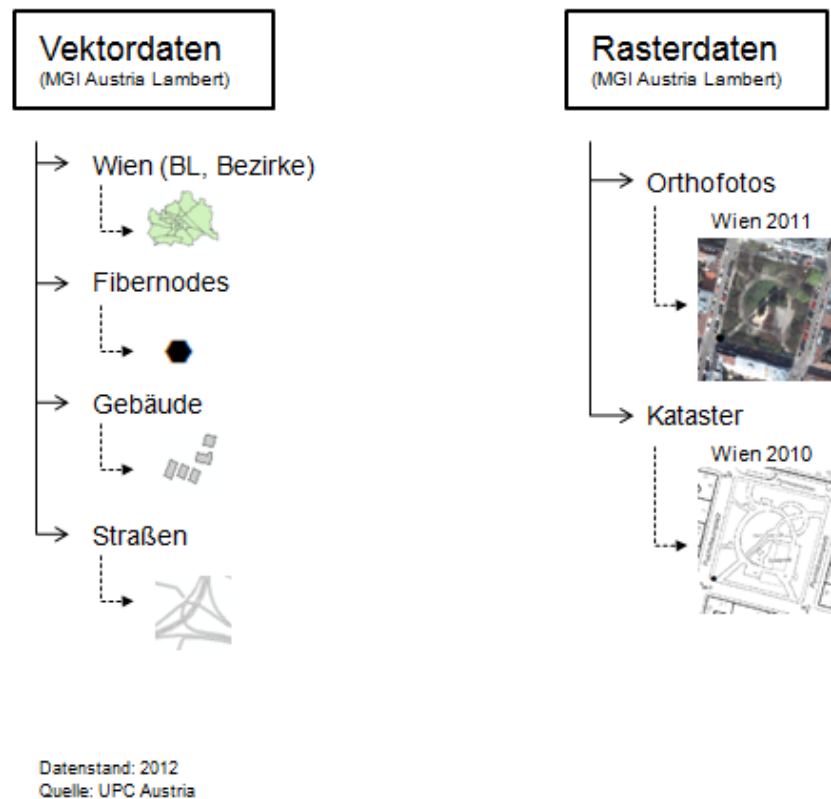 Vektordaten
(MGI Austria Lambert)
Wien (BL, Bezirke)
Fibernodes
Gebäude
Straßen
Rasterdaten
(MGI Austria Lambert)
Orthofotos
Wien 2011
Kataster
Wien 2010
Datenstand: 2012
Quelle: UPC Austria